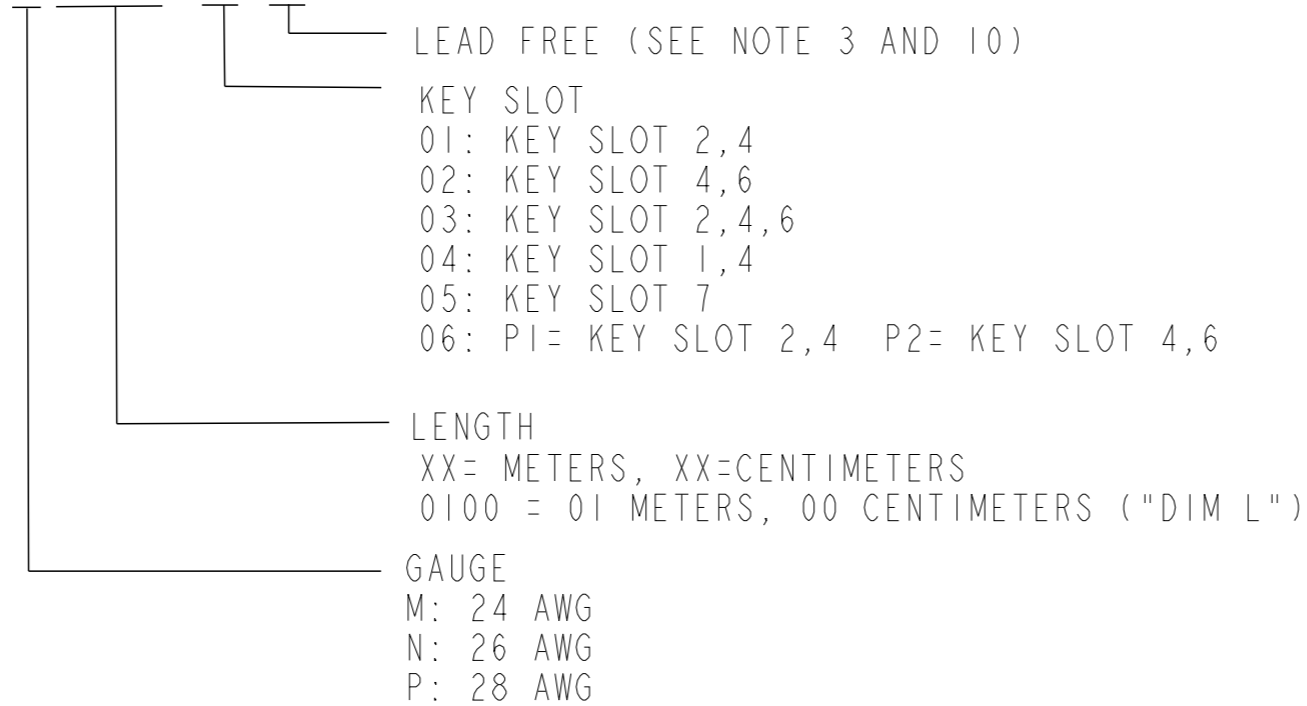 LEAD FREE (SEE NOTE 3 AND 10)
KEY SLOT
01: KEY SLOT 2,4
02: KEY SLOT 4,6
03: KEY SLOT 2,4,6
04: KEY SLOT 1,4
05: KEY SLOT 7
06: P1= KEY SLOT 2,4 P2= KEY SLOT 4,6
LENGTH
XX= METERS, XX=CENTIMETERS
0100 = 01 METERS, 00 CENTIMETERS ("DIM L")
GAUGE
M: 24 AWG
N: 26 AWG
P: 28 AWG